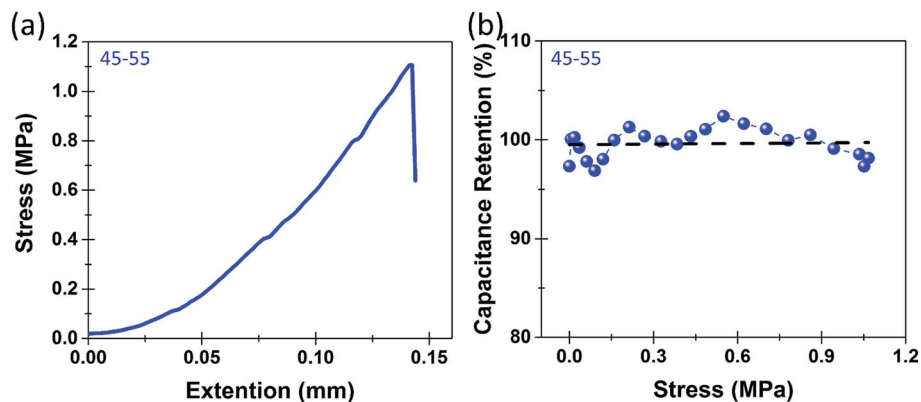 (a)
45-55
Stress (MPa)
1.2
1.0
0.8
0.6
0.4
0.2
0.0
0.00 0.05 0.10 0.15
Extention (mm)
(b)
45-55
Capacitance Retention (%)
110
100
90
80
0.0 0.3 0.6 0.9 1.2
Stress (MPa)